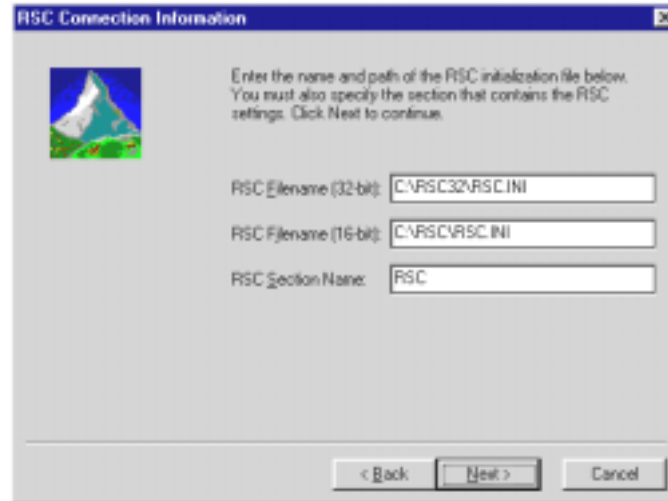 RSC Connection Information
Enter the name and path of the RSC initialization file below.
You must also specify the section that contains the RSC
settings. Click Next to continue.
RSC Filename (32-bit): C:\RSC32\RSC.INI
RSC Filename (16-bit): C:\RSC\RSC.INI
RSC Section Name: RSC
< Back Next > Cancel